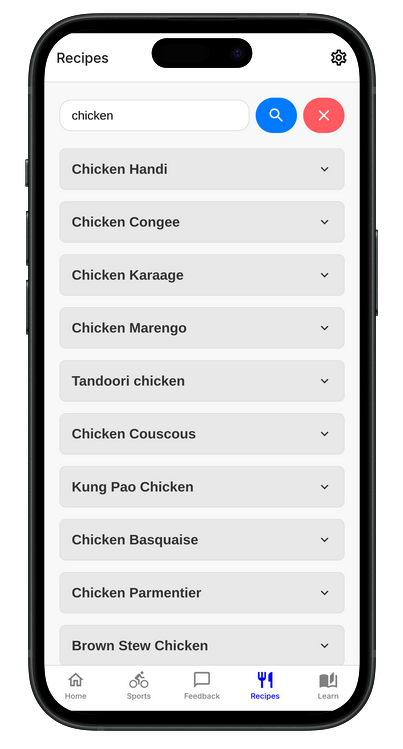 Recipes
chicken
Chicken Handi
Chicken Congee
Chicken Karaage
Chicken Marengo
Tandoori chicken
Chicken Couscous
Kung Pao Chicken
Chicken Basquaise
Chicken Parmentier
Brown Stew Chicken
Home Sports Feedback Recipes Learn